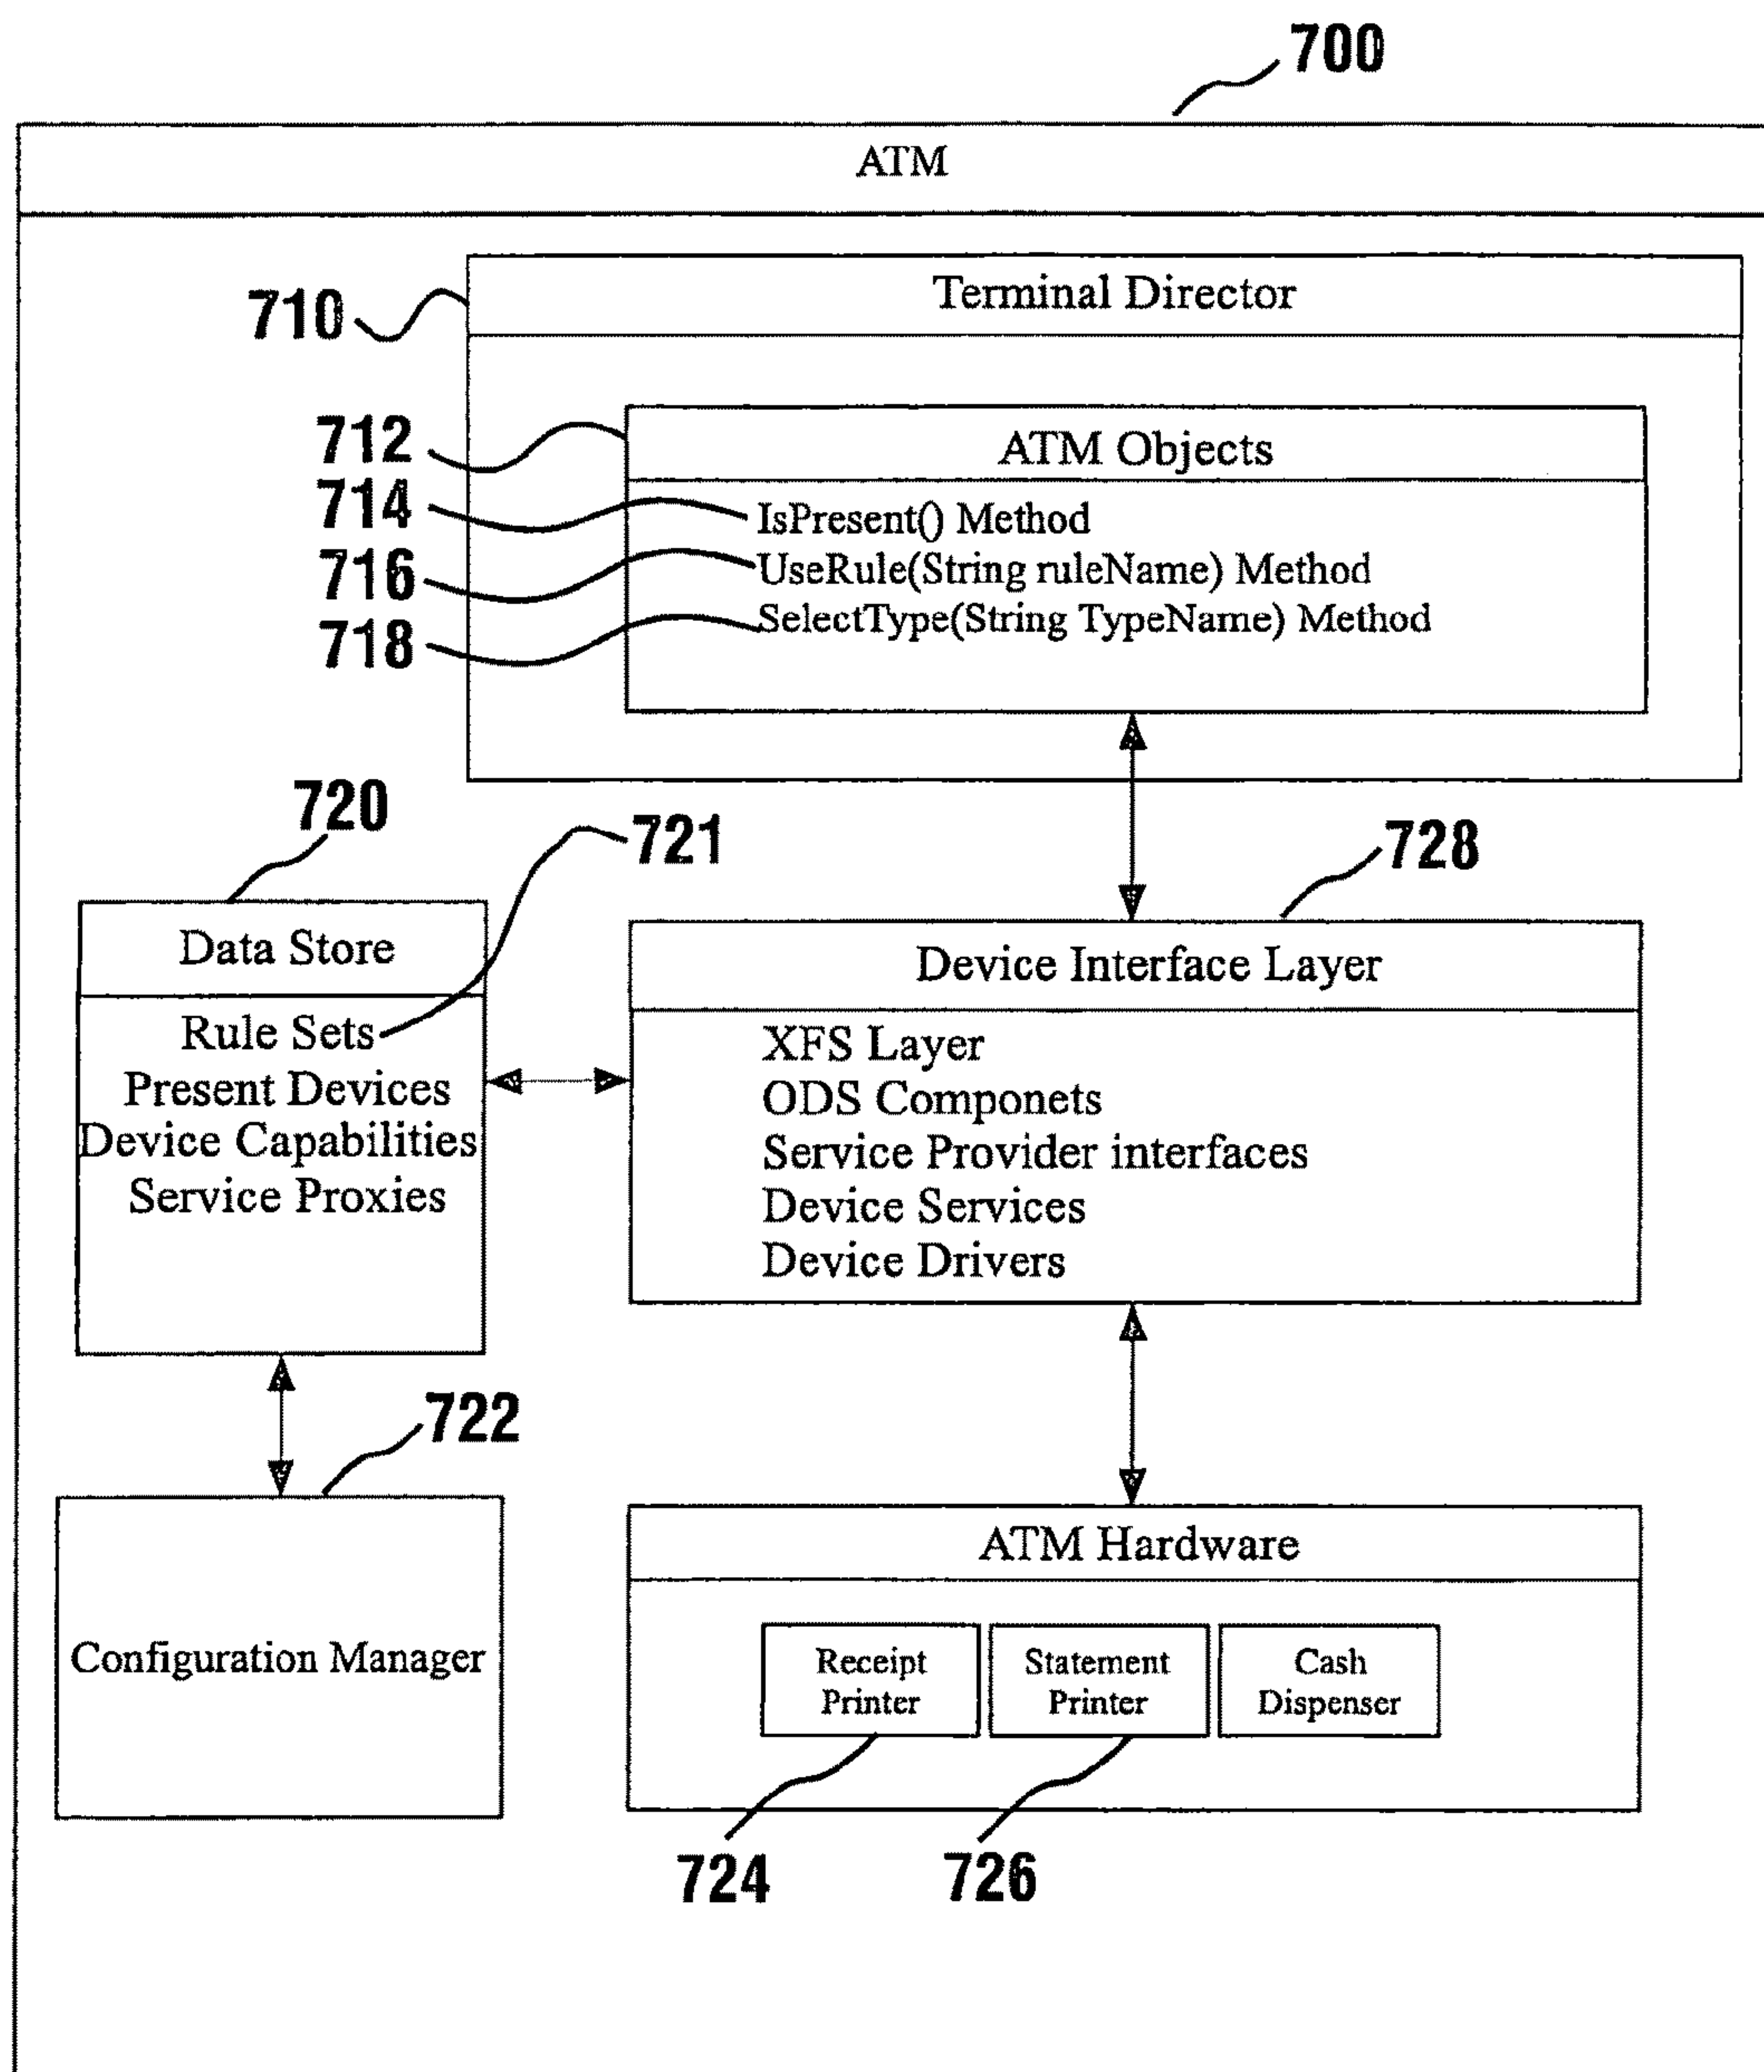 700
ATM
710
Terminal Director
712
ATM Objects
714
IsPresent() Method
716
UseRule(String ruleName) Method
718
SelectType(String TypeName) Method
720
721
728
Data Store
Rule Sets
Present Devices
Device Capabilities
Service Proxies
Device Interface Layer
XFS Layer
ODS Componets
Service Provider interfaces
Device Services
Device Drivers
722
Configuration Manager
ATM Hardware
Receipt
Printer
Statement
Printer
Cash
Dispenser
724
726